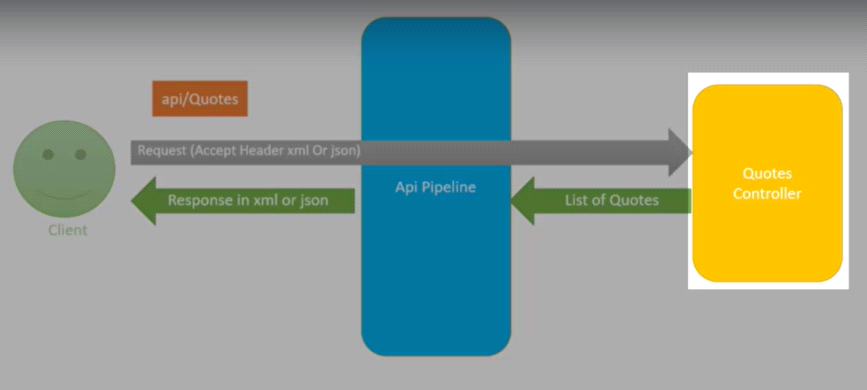 api/Quotes
Request (Accept Header xml Or json)
Response in xml or json
Client
Api Pipeline
List of Quotes
Quotes
Controller